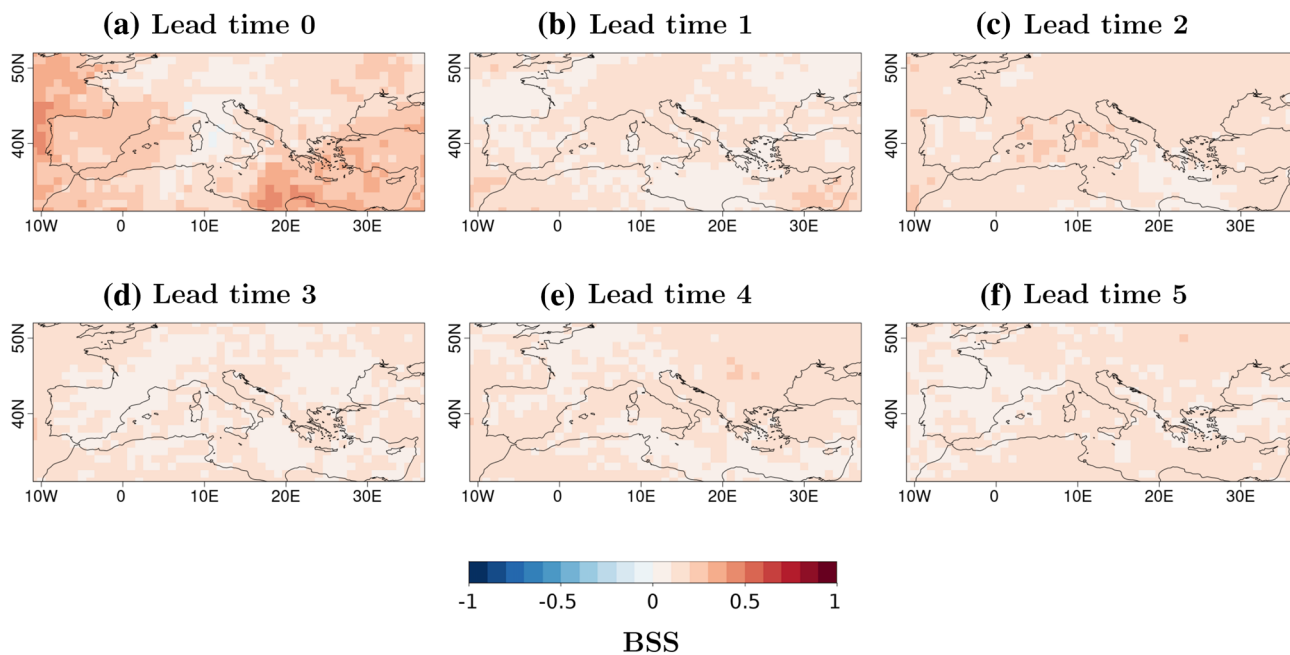 (a) Lead time 0
(b) Lead time 1
(c) Lead time 2
50N
40N
10W 0 10E 20E 30E
50N
40N
10W 0 10E 20E 30E
50N
40N
10W 0 10E 20E 30E
(d) Lead time 3
(e) Lead time 4
(f) Lead time 5
50N
40N
10W 0 10E 20E 30E
50N
40N
10W 0 10E 20E 30E
50N
40N
10W 0 10E 20E 30E
-1 -0.5 0 0.5 1
BSS